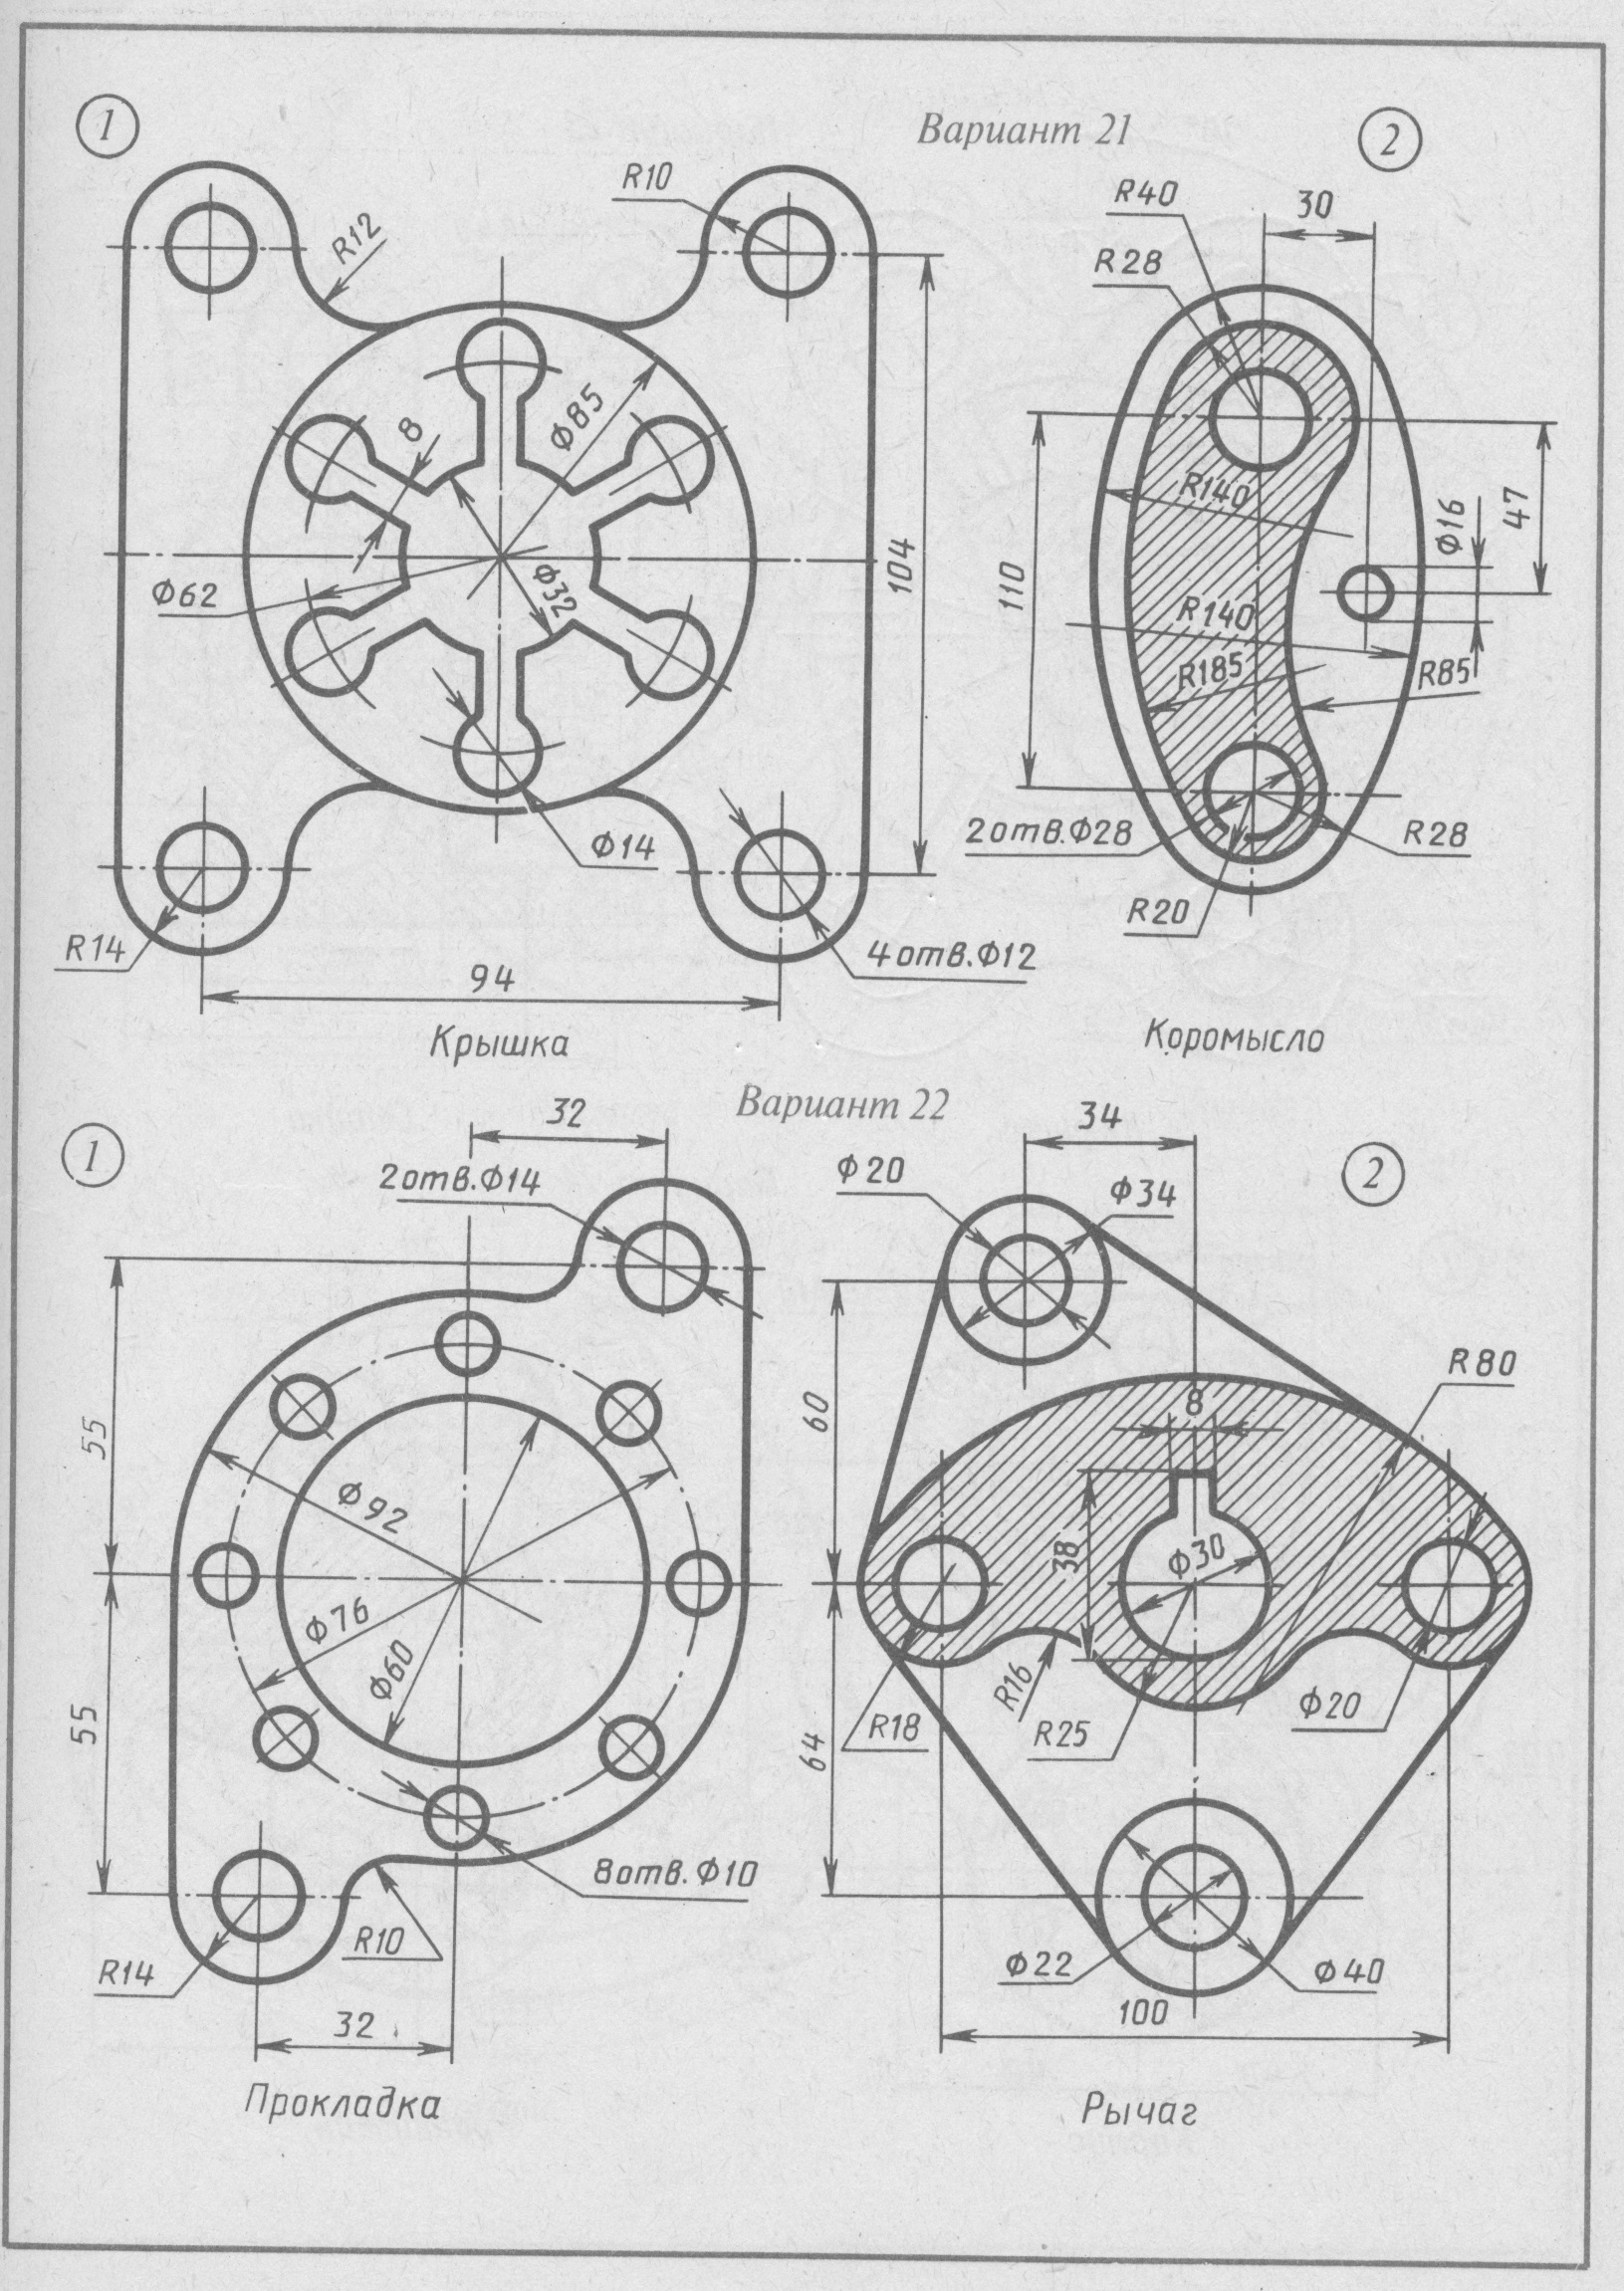 1
Вариант 21
2
R10
R12
R40
30
R28
8
Ф85
Ф62
Ф32
104
R140
Ф16
47
110
R140
R185
R85
2отв.Ф28
R28
Ф14
R20
R14
4отв.Ф12
94
Крышка
Коромысло
Вариант 22
1
32
34
2
2отв.Ф14
Ф20
Ф34
R80
55
60
8
Ф92
38
Ф30
Ф76
Ф60
55
R16
R18
R25
Ф20
64
8отв.Ф10
R10
R14
Ф22
Ф40
32
100
Прокладка
Рычаг